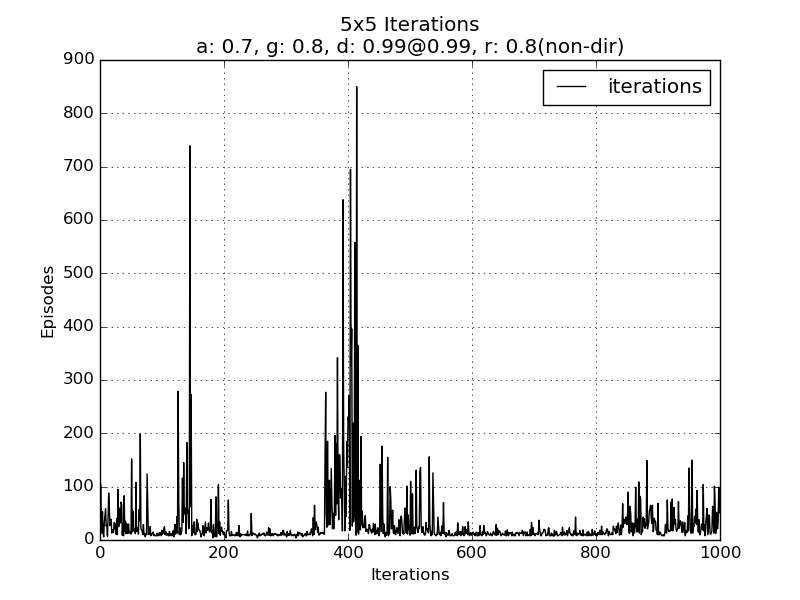 5x5 Iterations
a: 0.7, g: 0.8, d: 0.99@0.99, r: 0.8(non-dir)
900
iterations
800
700
600
500
400
300
200
100
0
Episodes
0 200 400 600 800 1000
Iterations